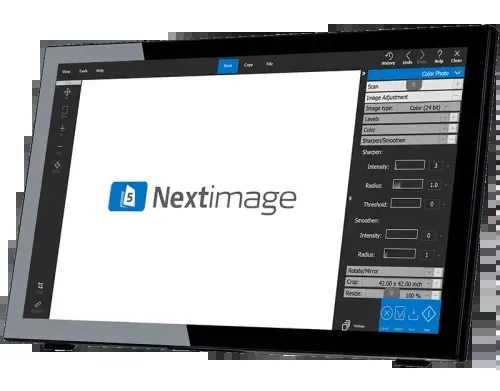 View Tools Help
Scan Copy File
History Undo Help Close
Color Photo
Scan
Image Adjustment
Image type: Color (24 bit)
Levels
Color
Sharpen/Smoothen
Sharpen:
Intensity: 3
Radius: 1.0
Threshold: 0
Smoothen:
Intensity: 0
Radius: 1
Rotate/Mirror
Crop: 42.00 x 42.00 inch
Resize: 100 %
5 Nextimage